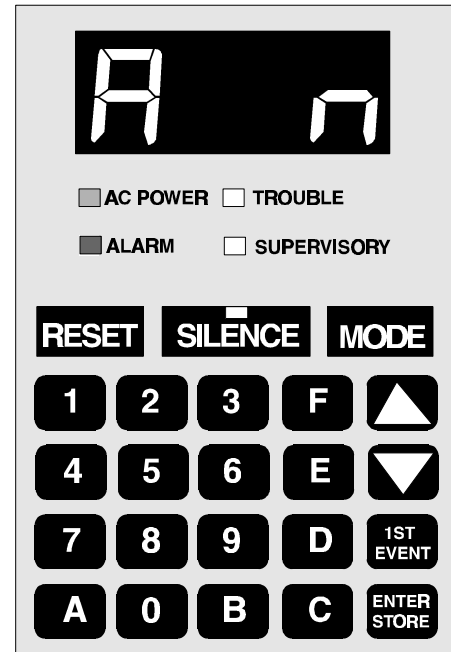 A n
AC POWER TROUBLE
ALARM SUPERVISORY
RESET SILENCE MODE
1 2 3 F
4 5 6 E
7 8 9 D 1ST EVENT
A 0 B C ENTER STORE